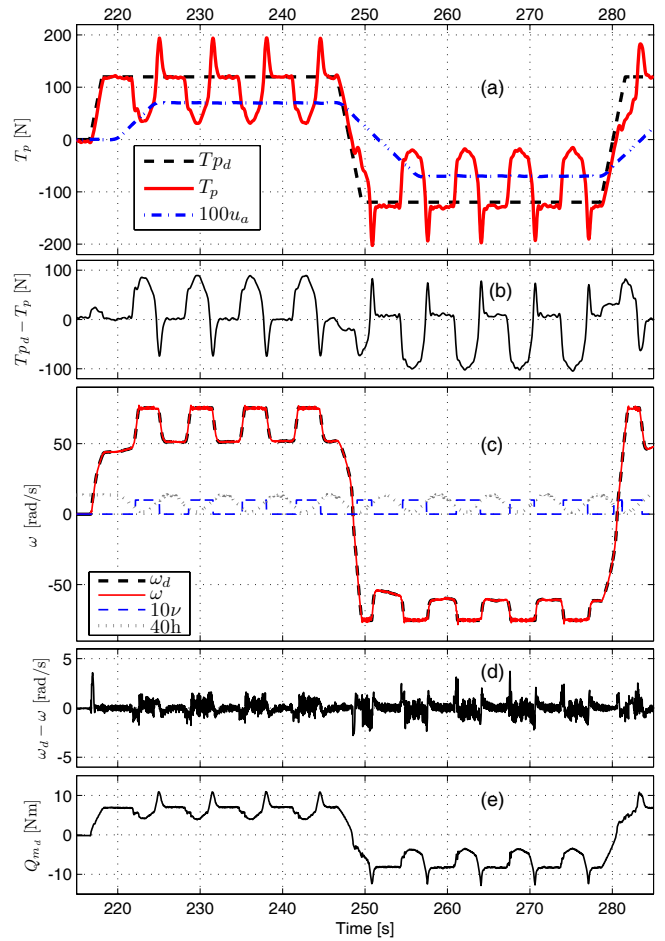 220 230 240 250 260 270 280
200
100
0
-100
-200
T_p [N]
(a)
Tp_d
T_p
100u_a
100
0
-100
Tp_d − T_p [N]
(b)
50
0
-50
ω [rad/s]
(c)
ω_d
ω
10ν
40h
5
0
-5
ω_d − ω [rad/s]
(d)
10
0
-10
Q_{m_d} [Nm]
(e)
220 230 240 250 260 270 280
Time [s]